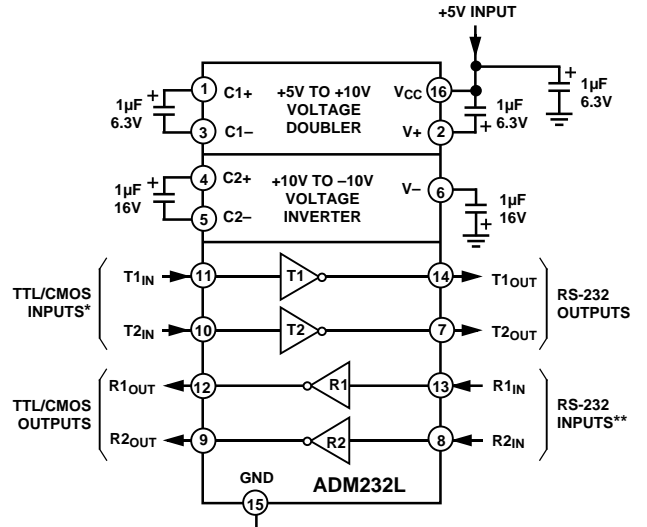 +5V INPUT
1 C1+ +5V TO +10V VCC 16
VOLTAGE
DOUBLER
3 C1– V+ 2
1µF
6.3V
+
1µF
6.3V
+
1µF
6.3V
+
4 C2+ +10V TO –10V
VOLTAGE
INVERTER
5 C2–
V– 6
1µF
16V
+
1µF
16V
+
TTL/CMOS
INPUTS*
T1IN 11 T1 14 T1OUT
T2IN 10 T2 7 T2OUT
RS-232
OUTPUTS
TTL/CMOS
OUTPUTS
R1OUT 12 R1 13 R1IN
R2OUT 9 R2 8 R2IN
RS-232
INPUTS**
GND
15
ADM232L